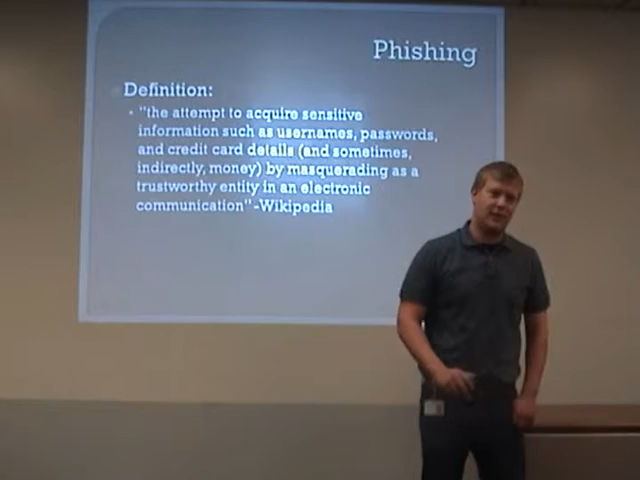 Phishing
Definition:
• "the attempt to acquire sensitive
information such as usernames, passwords,
and credit card details (and sometimes,
indirectly, money) by masquerading as a
trustworthy entity in an electronic
communication"-Wikipedia